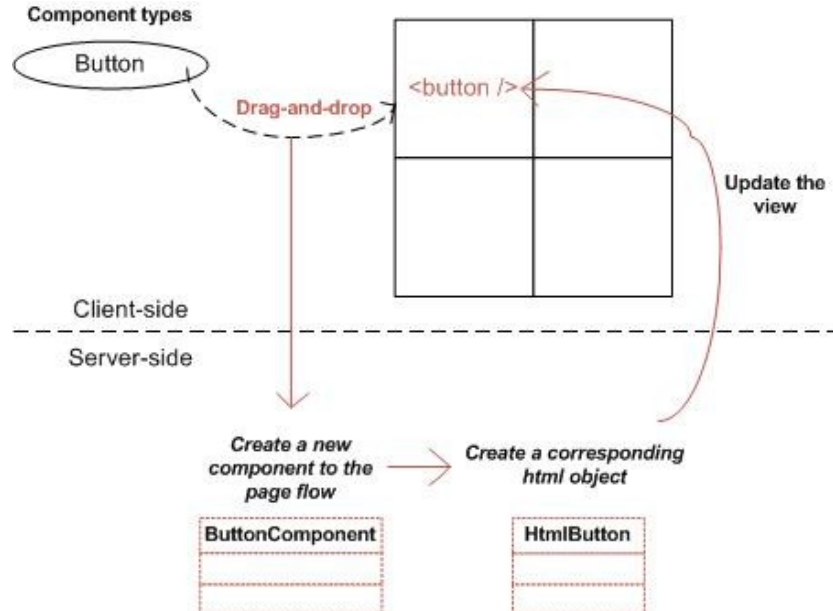 Component types
Button
Drag-and-drop
<button />
Update the
view
Client-side
Server-side
Create a new
component to the
page flow
Create a corresponding
html object
ButtonComponent
HtmlButton